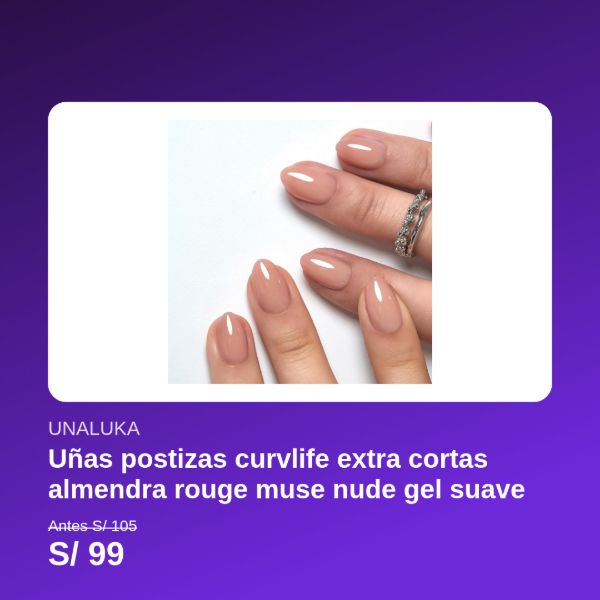 UNALUKA
Uñas postizas curvlife extra cortas
almendra rouge muse nude gel suave
Antes S/ 105
S/ 99